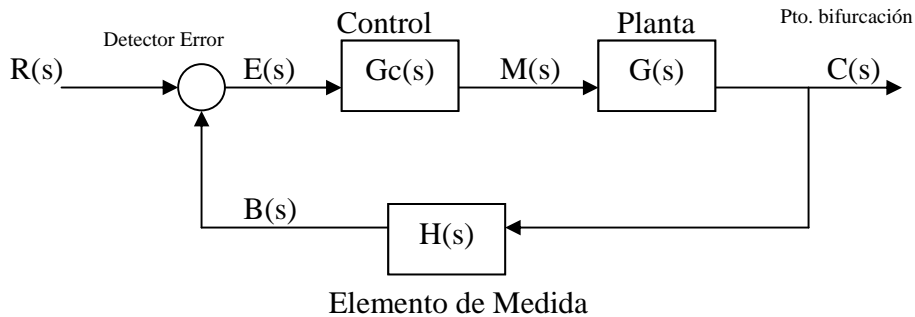 Control
Planta
Pto. bifurcación
Detector Error
R(s)
E(s)
Gc(s)
M(s)
G(s)
C(s)
B(s)
H(s)
Elemento de Medida